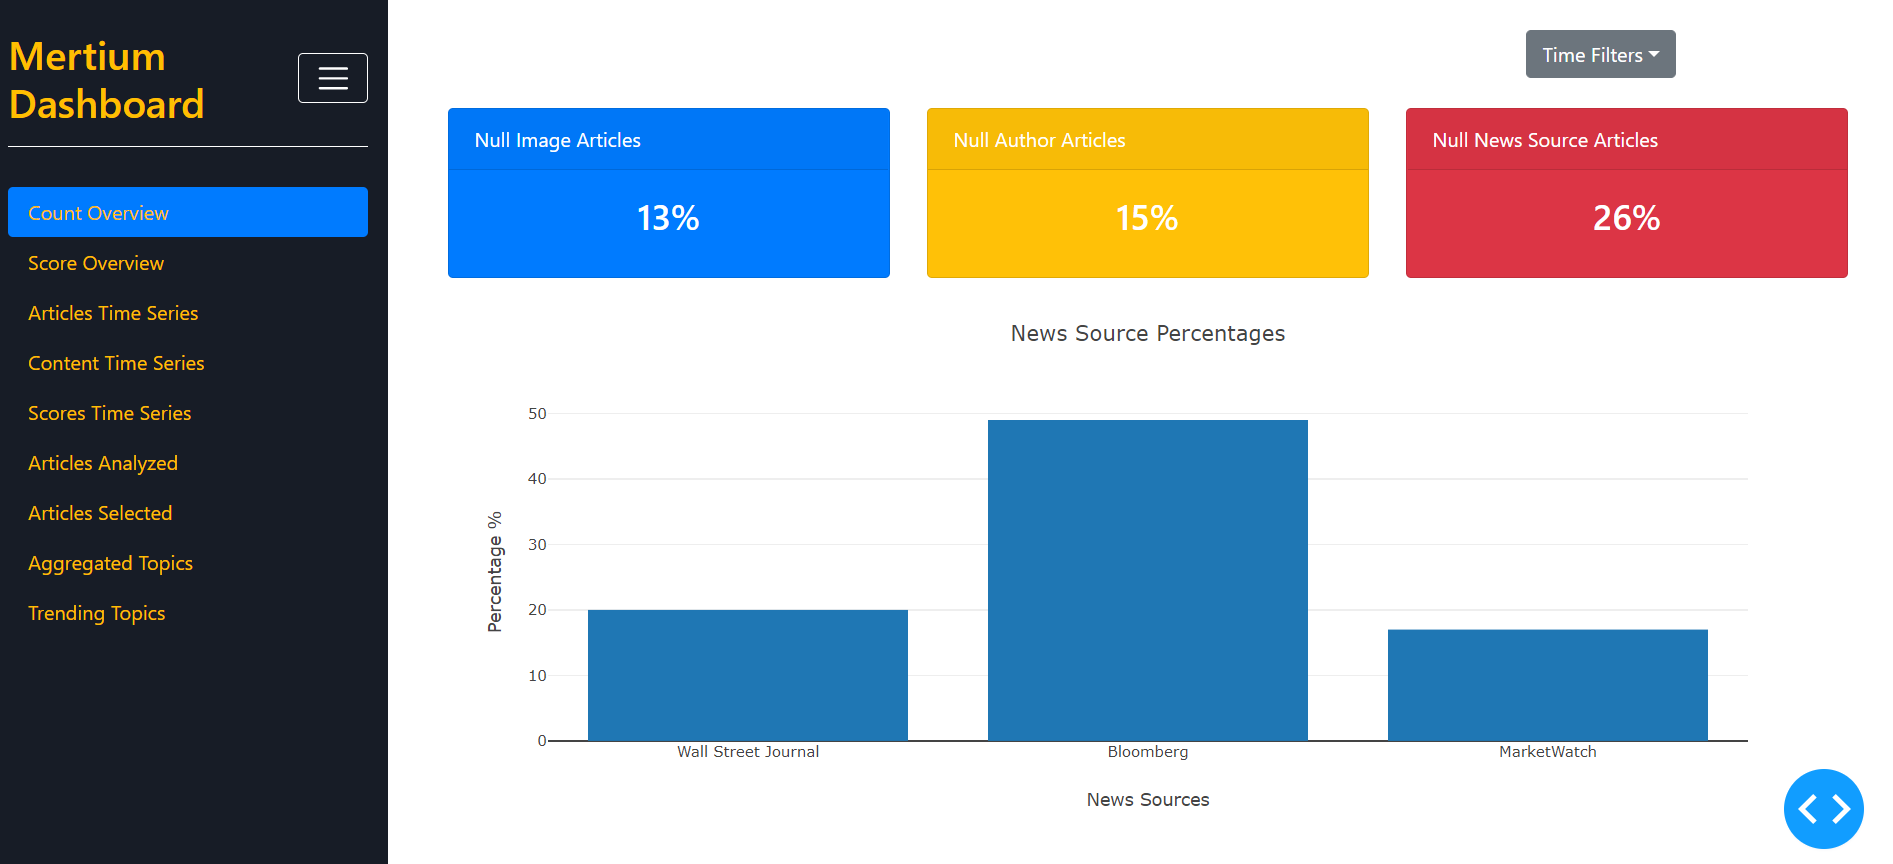 Mertium
Dashboard
Count Overview
Score Overview
Articles Time Series
Content Time Series
Scores Time Series
Articles Analyzed
Articles Selected
Aggregated Topics
Trending Topics
Time Filters
Null Image Articles
13%
Null Author Articles
15%
Null News Source Articles
26%
News Source Percentages
Percentage %
50
40
30
20
10
0
Wall Street Journal
Bloomberg
MarketWatch
News Sources